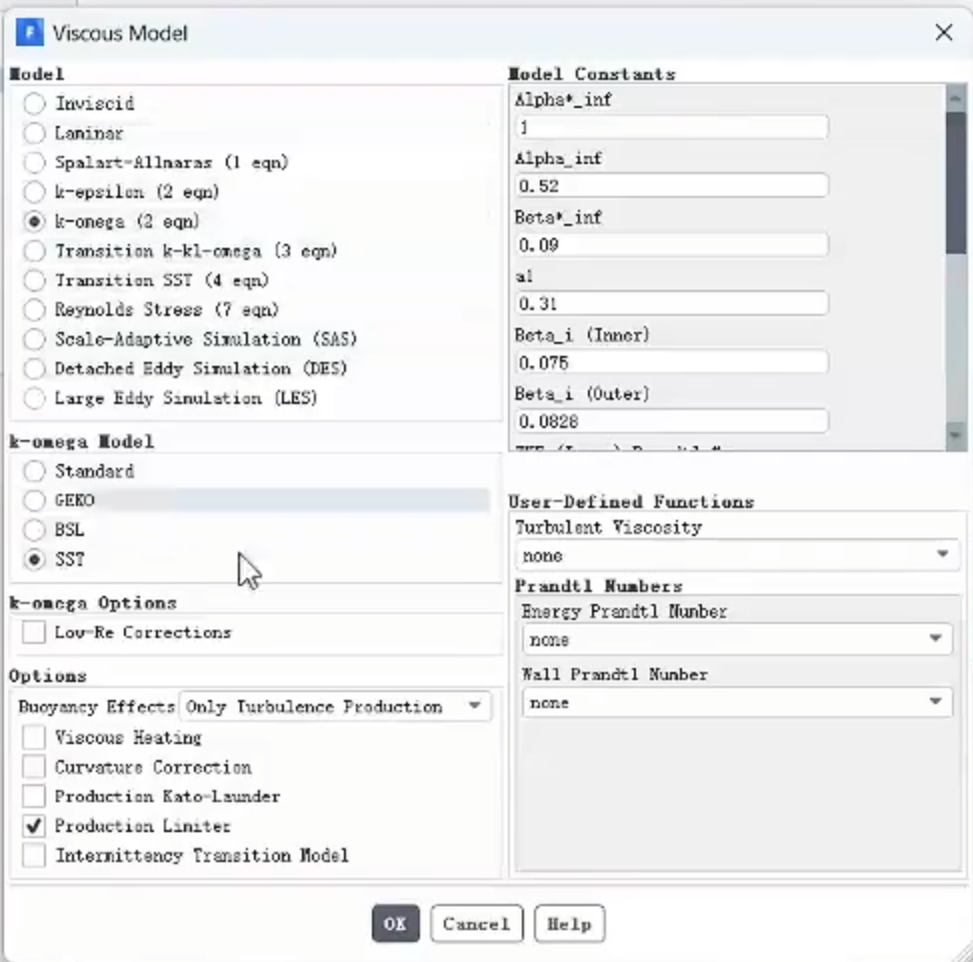 Viscous Model
Model
Inviscid
Laminar
Spalart-Allmaras (1 eqn)
k-epsilon (2 eqn)
k-omega (2 eqn)
Transition k-kl-omega (3 eqn)
Transition SST (4 eqn)
Reynolds Stress (7 eqn)
Scale-Adaptive Simulation (SAS)
Detached Eddy Simulation (DES)
Large Eddy Simulation (LES)
k-omega Model
Standard
GEKO
BSL
SST
k-omega Options
Low-Re Corrections
Options
Buoyancy Effects Only Turbulence Production
Viscous Heating
Curvature Correction
Production Kato-Launder
Production Limiter
Intermittency Transition Model
Model Constants
Alpha*_inf
1
Alpha_inf
0.52
Beta*_inf
0.09
a1
0.31
Beta_i (Inner)
0.075
Beta_i (Outer)
0.0828
User-Defined Functions
Turbulent Viscosity
none
Prandtl Numbers
Energy Prandtl Number
none
Wall Prandtl Number
none
OK Cancel Help